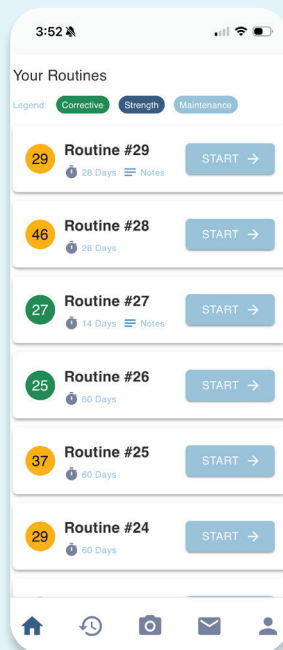 3:52
Your Routines
Legend: Corrective Strength Maintenance
29 Routine #29 START →
28 Days Notes
46 Routine #28 START →
28 Days
27 Routine #27 START →
14 Days Notes
25 Routine #26 START →
60 Days
37 Routine #25 START →
60 Days
29 Routine #24 START →
60 Days